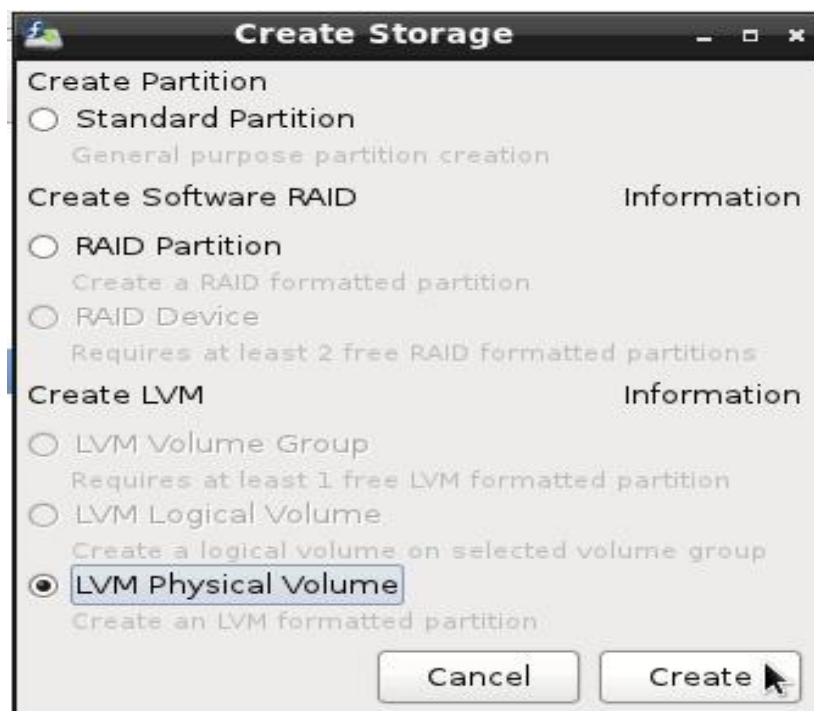 Create Storage
Create Partition
Standard Partition
General purpose partition creation
Create Software RAID Information
RAID Partition
Create a RAID formatted partition
RAID Device
Requires at least 2 free RAID formatted partitions
Create LVM Information
LVM Volume Group
Requires at least 1 free LVM formatted partition
LVM Logical Volume
Create a logical volume on selected volume group
LVM Physical Volume
Create an LVM formatted partition
Cancel Create